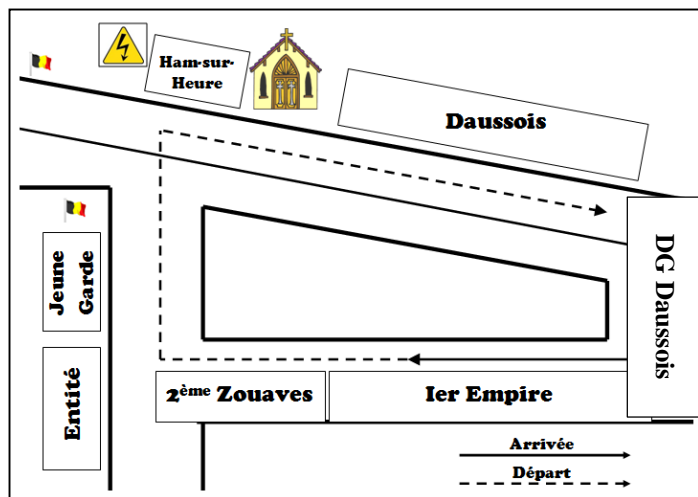 Ham-sur-
Heure
Daussois
DG Daussois
Jeune
Garde
Entité
2ème Zouaves
Ier Empire
Arrivée
Départ